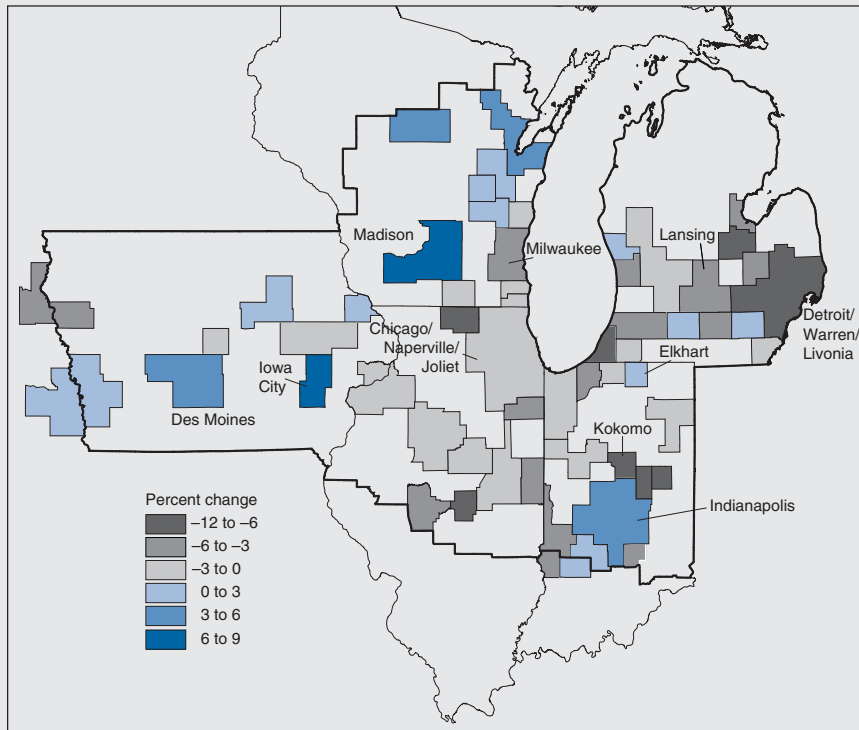 Madison
Milwaukee
Lansing
Chicago/
Naperville/
Joliet
Detroit/
Warren/
Livonia
Iowa
City
Elkhart
Des Moines
Kokomo
Indianapolis
Percent change
–12 to –6
–6 to –3
–3 to 0
0 to 3
3 to 6
6 to 9